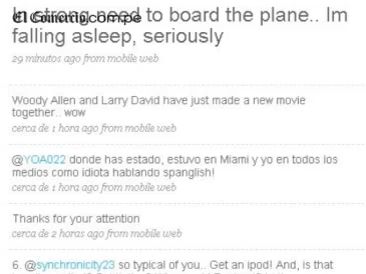 need to board the plane.. Im
falling asleep, seriously
29 minutos ago from mobile web
Woody Allen and Larry David have just made a new movie
together.. wow
cerca de 1 hora ago from mobile web
@YOA022 donde has estado, estuvo en Miami y yo en todos los
medios como idiota hablando spanglish!
cerca de 1 hora ago from mobile web
Thanks for your attention
cerca de 2 horas ago from mobile web
6. @synchronicity23 so typical of you.. Get an ipod! And, is that